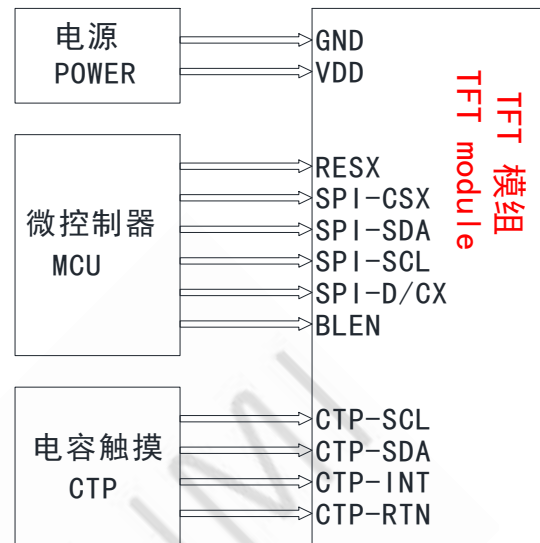 电源
POWER
GND
VDD
TFT 模组
TFT module
微控制器
MCU
RESX
SPI-CSX
SPI-SDA
SPI-SCL
SPI-D/CX
BLEN
电容触摸
CTP
CTP-SCL
CTP-SDA
CTP-INT
CTP-RTN